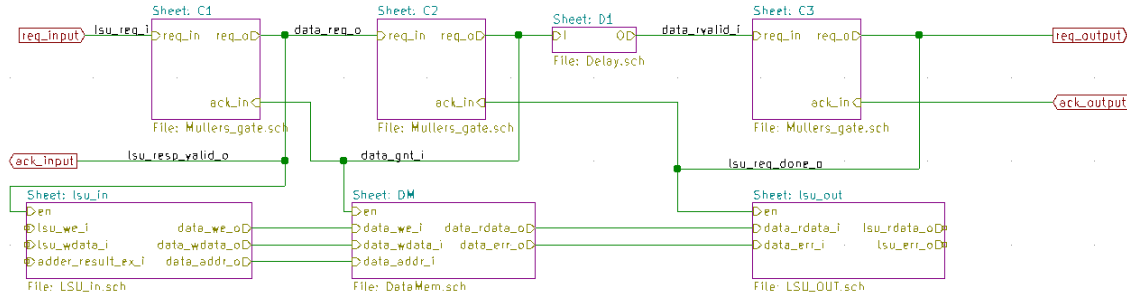 Sheet: C1
Sheet: C2
Sheet: D1
Sheet: C3
req_input
lsu_req_i
req_in
req_o
data_req_o
req_in
req_o
I
O
data_rvalid_i
req_in
req_o
req_output
File: Delay.sch
ack_in
ack_in
ack_in
ack_output
File: Mullers_gate.sch
File: Mullers_gate.sch
File: Mullers_gate.sch
ack_input
lsu_resp_valid_o
data_gnt_i
lsu_req_done_o
Sheet: lsu_in
Sheet: DM
Sheet: lsu_out
en
en
en
lsu_we_i
data_we_o
data_we_i
data_rdata_o
data_rdata_i
lsu_rdata_o
lsu_wdata_i
data_wdata_o
data_wdata_i
data_err_o
data_err_i
lsu_err_o
adder_result_ex_i
data_addr_o
data_addr_i
File: LSU_in.sch
File: DataMem.sch
File: LSU_OUT.sch